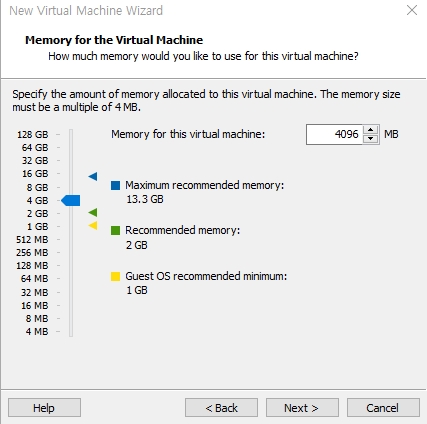 New Virtual Machine Wizard
Memory for the Virtual Machine
How much memory would you like to use for this virtual machine?
Specify the amount of memory allocated to this virtual machine. The memory size
must be a multiple of 4 MB.
Memory for this virtual machine: 4096 MB
128 GB
64 GB
32 GB
16 GB
8 GB
4 GB
2 GB
1 GB
512 MB
256 MB
128 MB
64 MB
32 MB
16 MB
8 MB
4 MB
Maximum recommended memory:
13.3 GB
Recommended memory:
2 GB
Guest OS recommended minimum:
1 GB
Help
< Back
Next >
Cancel